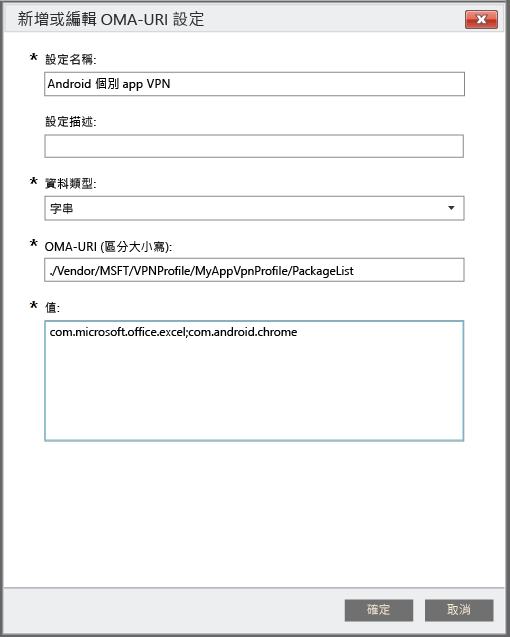 新增或編輯 OMA-URI 設定
* 設定名稱:
Android 個別 app VPN
設定描述:
* 資料類型:
字串
* OMA-URI (區分大小寫):
./Vendor/MSFT/VPNProfile/MyAppVpnProfile/PackageList
* 值:
com.microsoft.office.excel;com.android.chrome
確定 取消